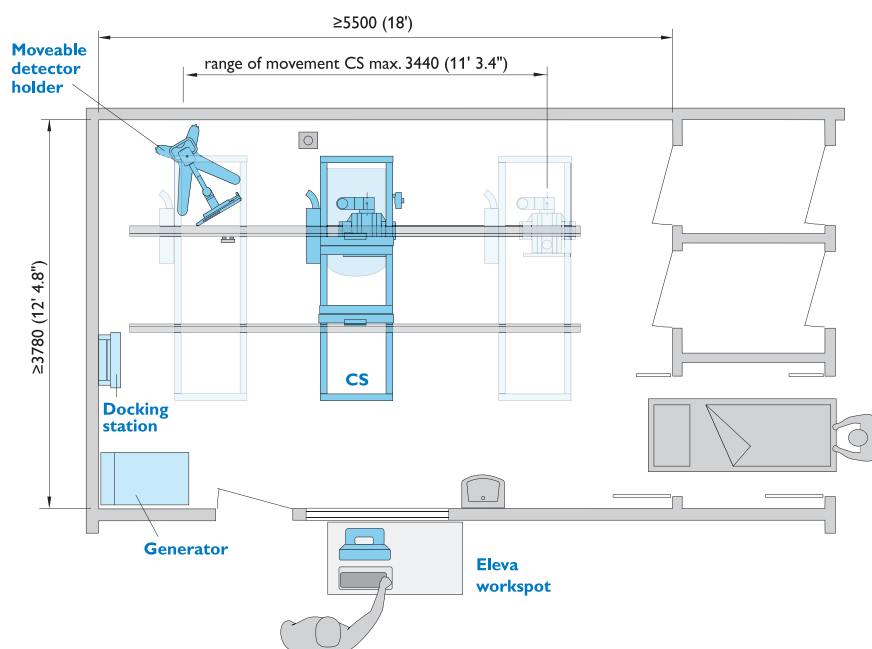 ≥5500 (18')
Moveable
detector
holder
range of movement CS max. 3440 (11' 3.4")
≥3780 (12' 4.8")
CS
Docking
station
Generator
Eleva
workspot